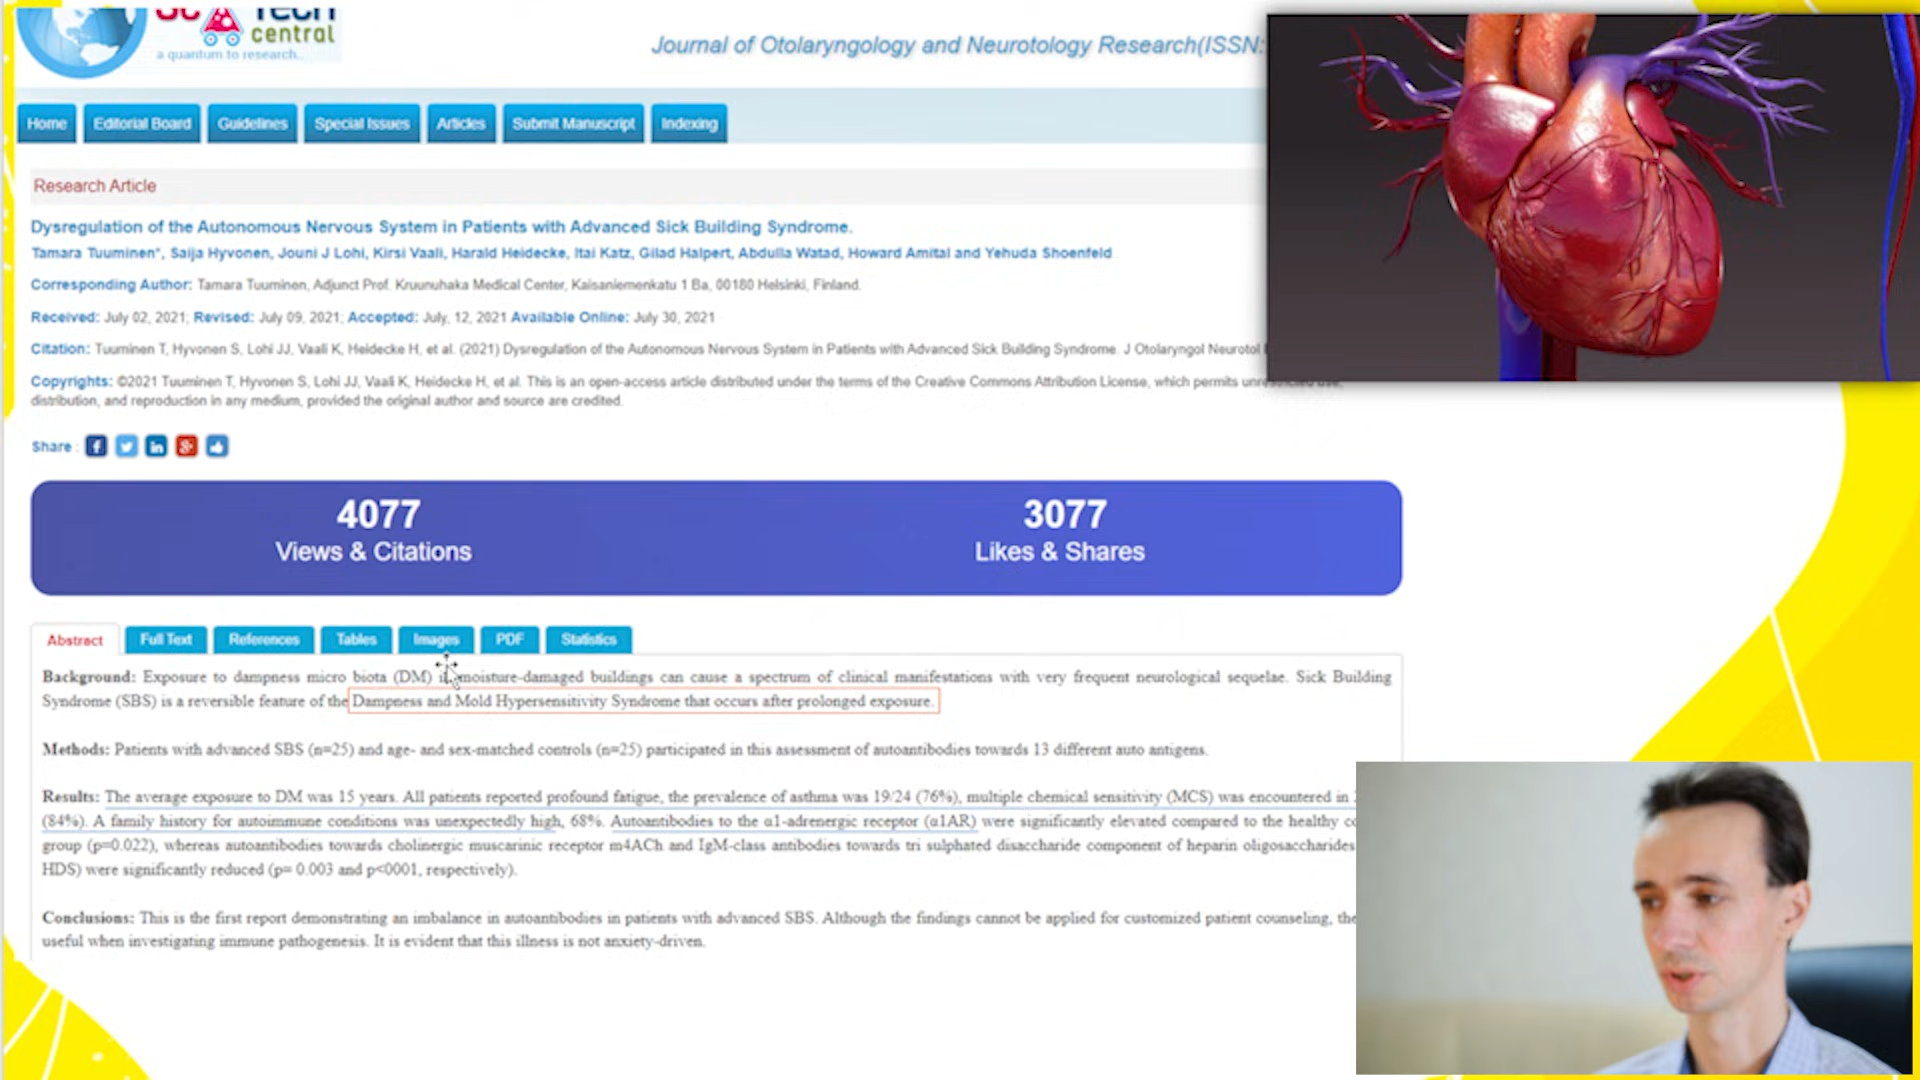 Tech
central
a quantum to research..
Journal of Otolaryngology and Neurotology Research(ISSN:
Home
Editorial Board
Guidelines
Special Issues
Articles
Submit Manuscript
Indexing
Research Article
Dysregulation of the Autonomous Nervous System in Patients with Advanced Sick Building Syndrome.
Tamara Tuuminen*, Saija Hyvonen, Jouni J Lohi, Kirsi Vaali, Harald Heidecke, Itai Katz, Gilad Halpert, Abdulla Watad, Howard Amital and Yehuda Shoenfeld
Corresponding Author: Tamara Tuuminen, Adjunct Prof. Kruunuhaka Medical Center, Kaisaniemenkatu 1 Ba, 00180 Helsinki, Finland.
Received: July 02, 2021; Revised: July 09, 2021; Accepted: July, 12, 2021 Available Online: July 30, 2021
Citation: Tuuminen T, Hyvonen S, Lohi JJ, Vaali K, Heidecke H, et al. (2021) Dysregulation of the Autonomous Nervous System in Patients with Advanced Sick Building Syndrome. J Otolaryngol Neurotol
Copyrights: ©2021 Tuuminen T, Hyvonen S, Lohi JJ, Vaali K, Heidecke H, et al. This is an open-access article distributed under the terms of the Creative Commons Attribution License, which permits
distribution, and reproduction in any medium, provided the original author and source are credited.
Share :
4077
Views & Citations
3077
Likes & Shares
Abstract
Full Text
References
Tables
Images
PDF
Statistics
Background: Exposure to dampness micro biota (DM) moisture-damaged buildings can cause a spectrum of clinical manifestations with very frequent neurological sequelae. Sick Building
Syndrome (SBS) is a reversible feature of the Dampness and Mold Hypersensitivity Syndrome that occurs after prolonged exposure.
Methods: Patients with advanced SBS (n=25) and age- and sex-matched controls (n=25) participated in this assessment of autoantibodies towards 13 different auto antigens.
Results: The average exposure to DM was 15 years. All patients reported profound fatigue, the prevalence of asthma was 19/24 (76%), multiple chemical sensitivity (MCS) was encountered in
(84%). A family history for autoimmune conditions was unexpectedly high, 68%. Autoantibodies to the α1-adrenergic receptor (α1AR) were significantly elevated compared to the healthy
group (p=0.022), whereas autoantibodies towards cholinergic muscarinic receptor m4ACh and IgM-class antibodies towards tri sulphated disaccharide component of heparin oligosaccharides
HDS) were significantly reduced (p= 0.003 and p<0001, respectively).
Conclusions: This is the first report demonstrating an imbalance in autoantibodies in patients with advanced SBS. Although the findings cannot be applied for customized patient counseling,
useful when investigating immune pathogenesis. It is evident that this illness is not anxiety-driven.